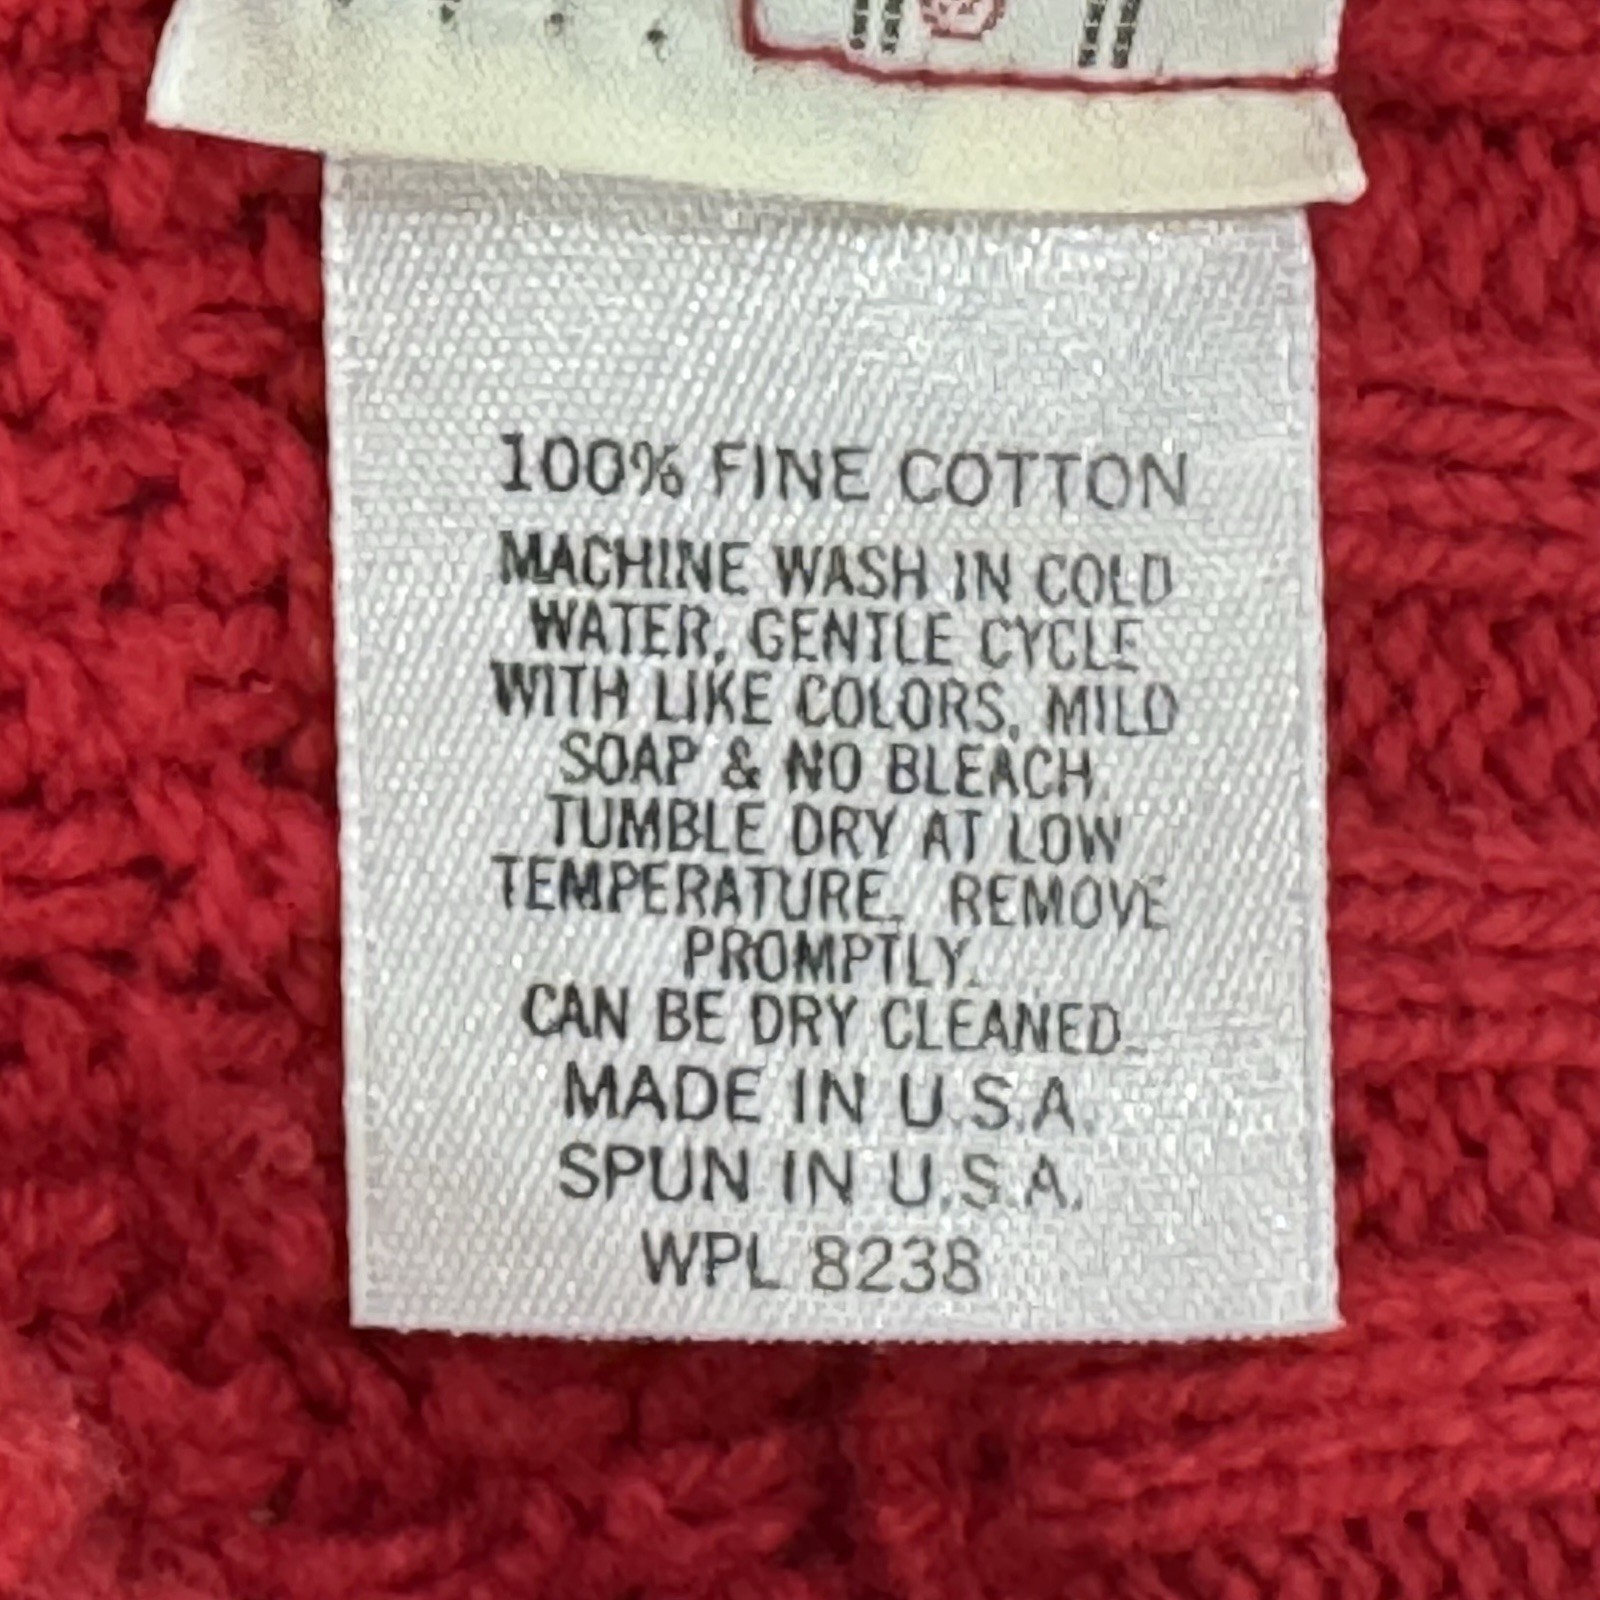 100% FINE COTTON
MACHINE WASH IN COLD
WATER, GENTLE CYCLE
WITH LIKE COLORS, MILD
SOAP & NO BLEACH.
TUMBLE DRY AT LOW
TEMPERATURE. REMOVE
PROMPTLY.
CAN BE DRY CLEANED.
MADE IN U.S.A.
SPUN IN U.S.A.
WPL 8238